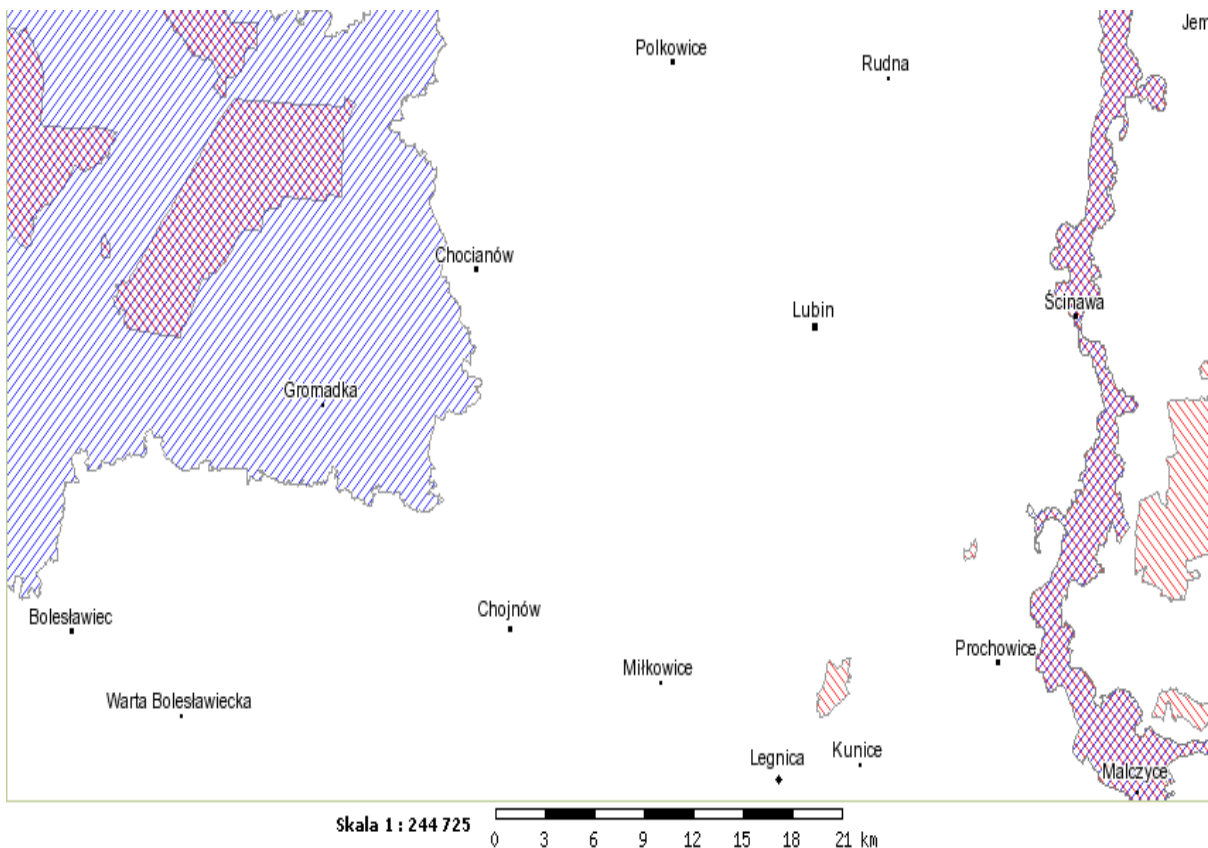 Jem
Polkowice
Rudna
Chocianów
Ścinawa
Lubin
Gromadka
Chojnów
Bolesławiec
Prochowice
Miłkowice
Warta Bolesławiecka
Kunice
Legnica
Malczyce
Skala 1 : 244 725
0 3 6 9 12 15 18 21 km